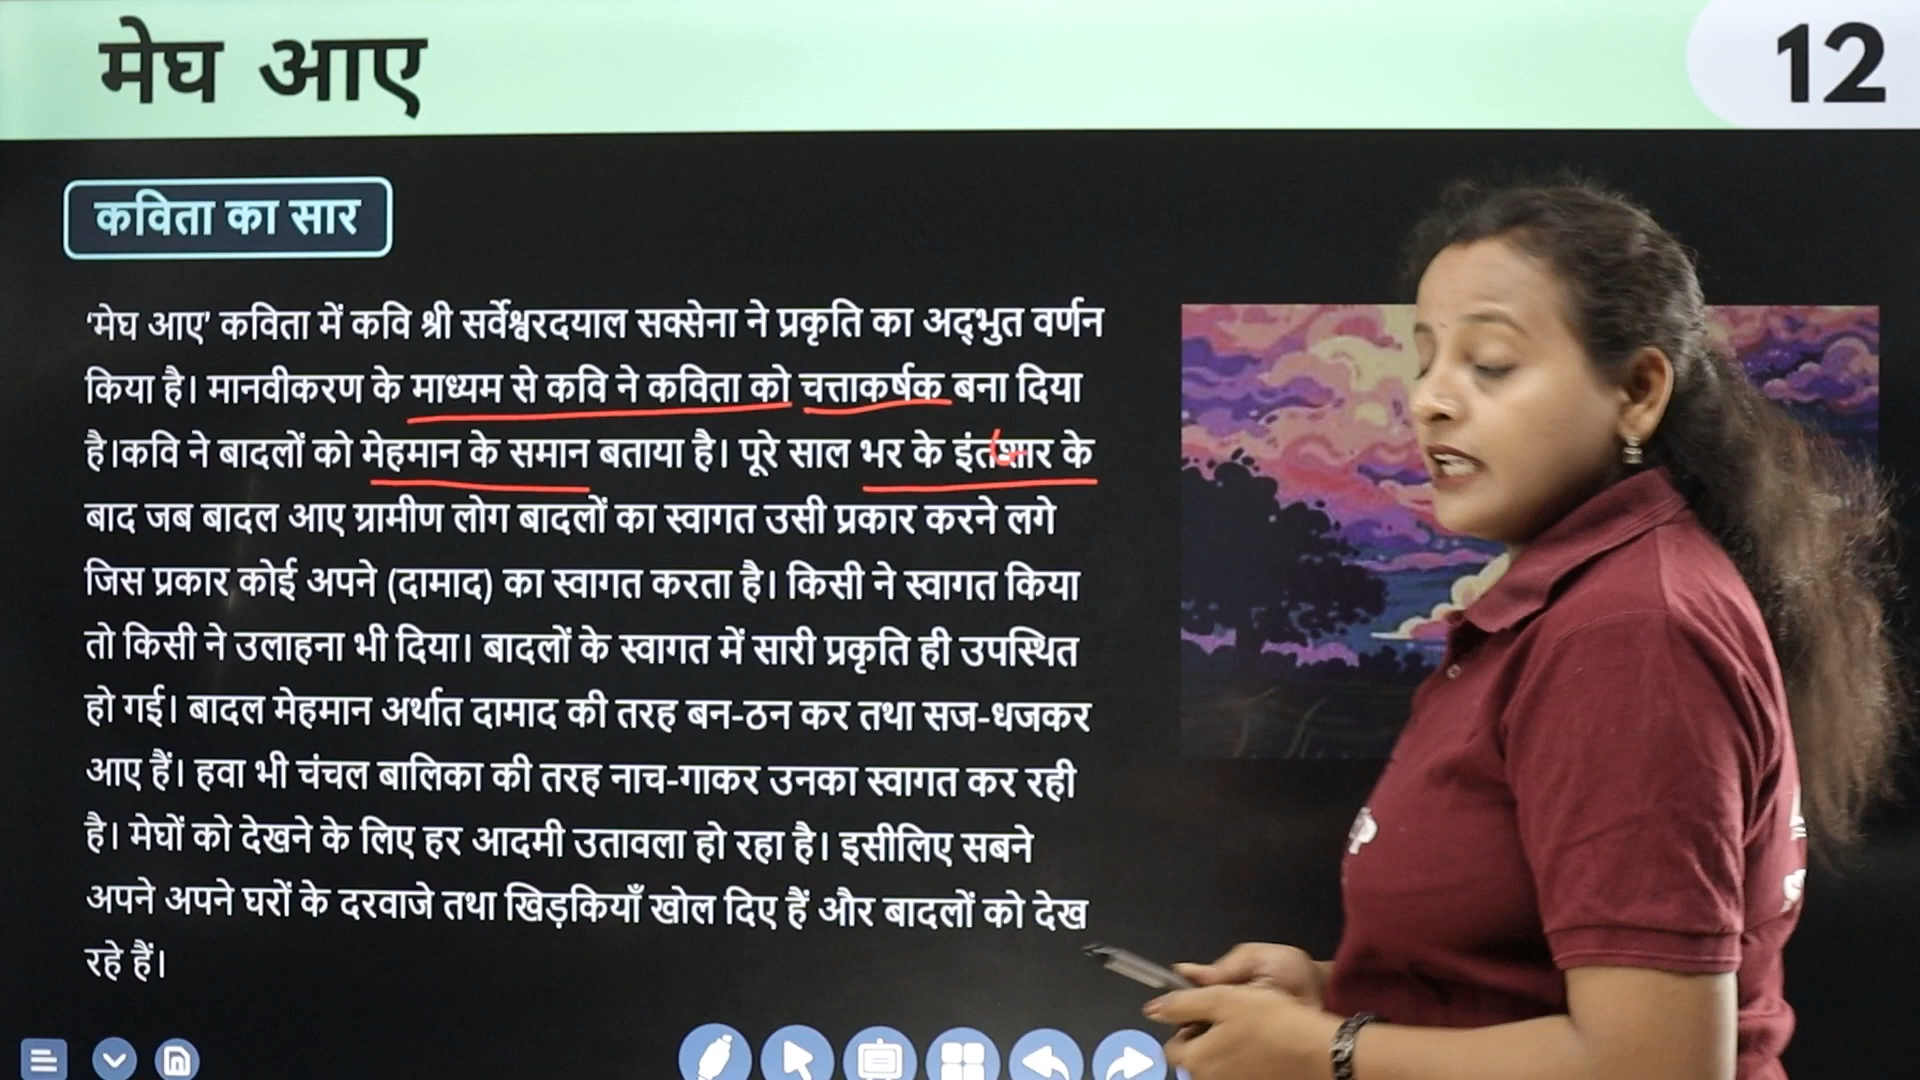 मेघ आए
12
कविता का सार
‘मेघ आए’ कविता में कवि श्री सर्वेश्वरदयाल सक्सेना ने प्रकृति का अद्भुत वर्णन
किया है। मानवीकरण के माध्यम से कवि ने कविता को चत्ताकर्षक बना दिया
है।कवि ने बादलों को मेहमान के समान बताया है। पूरे साल भर के इंतशार के
बाद जब बादल आए ग्रामीण लोग बादलों का स्वागत उसी प्रकार करने लगे
जिस प्रकार कोई अपने (दामाद) का स्वागत करता है। किसी ने स्वागत किया
तो किसी ने उलाहना भी दिया। बादलों के स्वागत में सारी प्रकृति ही उपस्थित
हो गई। बादल मेहमान अर्थात दामाद की तरह बन-ठन कर तथा सज-धजकर
आए हैं। हवा भी चंचल बालिका की तरह नाच-गाकर उनका स्वागत कर रही
है। मेघों को देखने के लिए हर आदमी उतावला हो रहा है। इसीलिए सबने
अपने अपने घरों के दरवाजे तथा खिड़कियाँ खोल दिए हैं और बादलों को देख
रहे हैं।